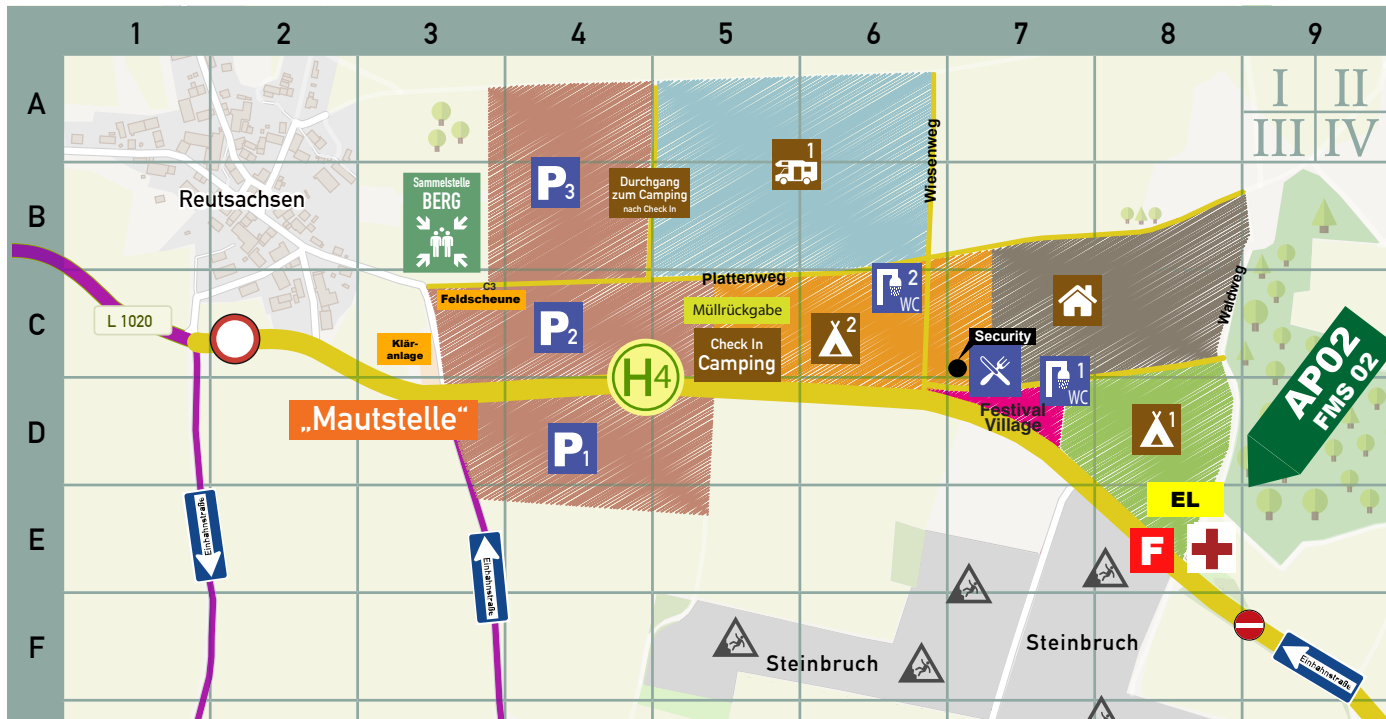 1 2 3 4 5 6 7 8 9
A
I II
III IV
Wiesenweg
1
Sammelstelle
BERG
P3
Durchgang
zum Camping
nach Check In
B
Reutsachsen
Plattenweg
2
WC
Waldweg
C3
Feldscheune
Müllrückgabe
L 1020
C
Klär-
anlage
P2
Check In
Camping
2
Security
H4
1
WC
AP02
FMS 02
„Mautstelle“
D
P1
Festival
Village
1
EL
E
F
Einbahnstraße
Einbahnstraße
F
Steinbruch
Steinbruch
Einbahnstraße